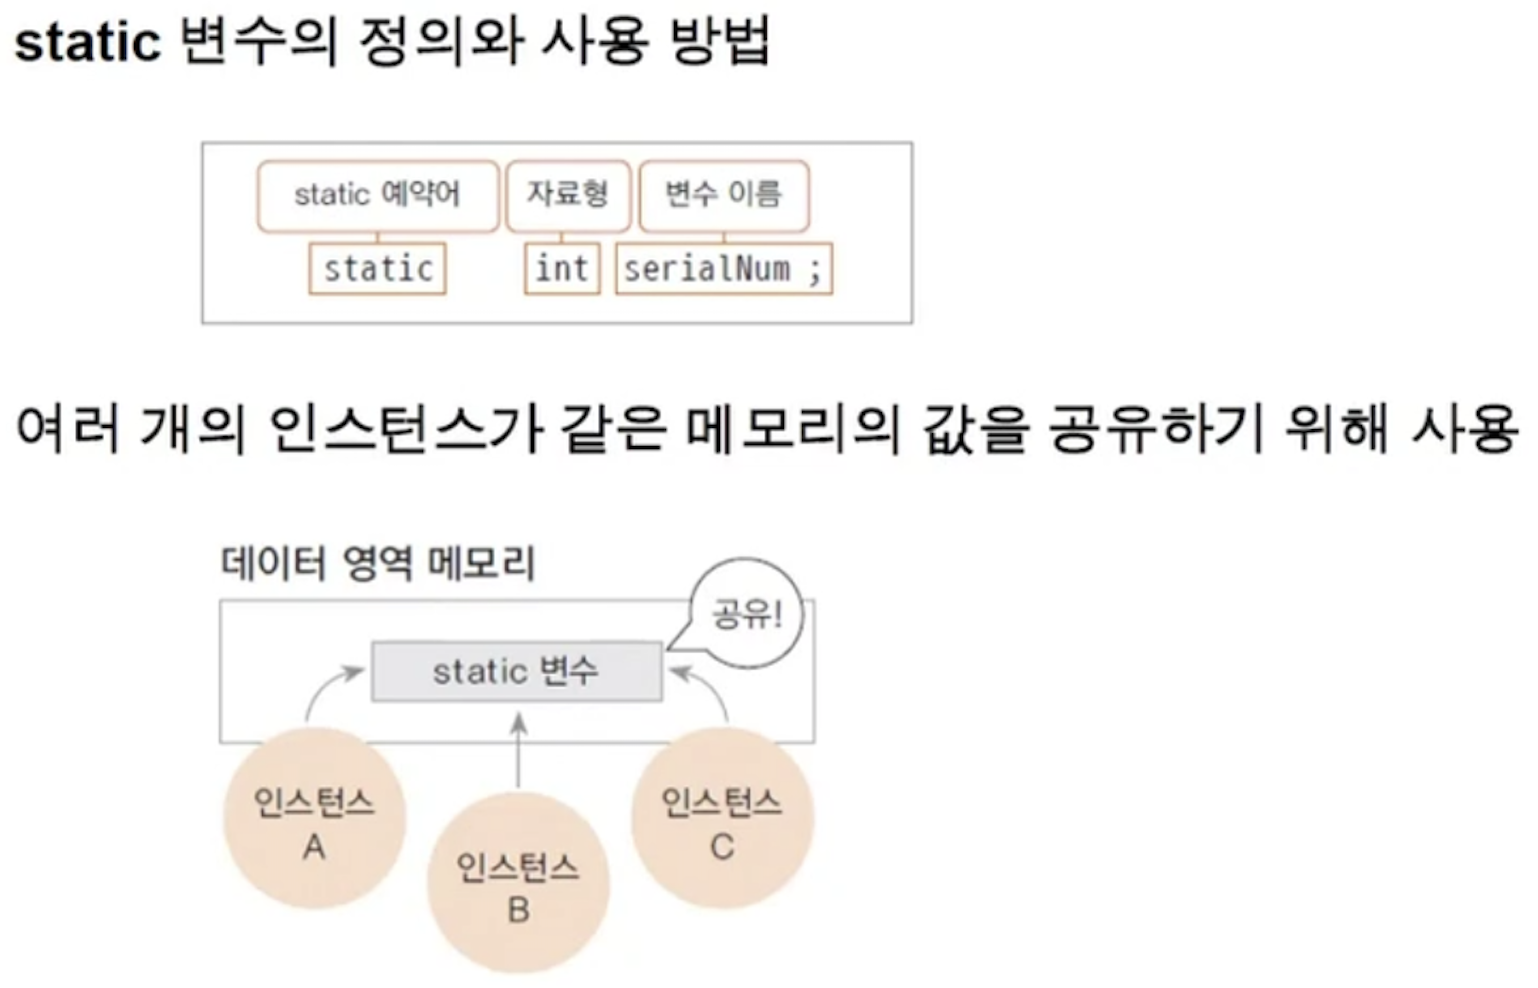 static 변수의 정의와 사용 방법
static 예약어 자료형 변수 이름
static int serialNum ;
여러 개의 인스턴스가 같은 메모리의 값을 공유하기 위해 사용
데이터 영역 메모리
공유!
static 변수
인스턴스
A
인스턴스
B
인스턴스
C